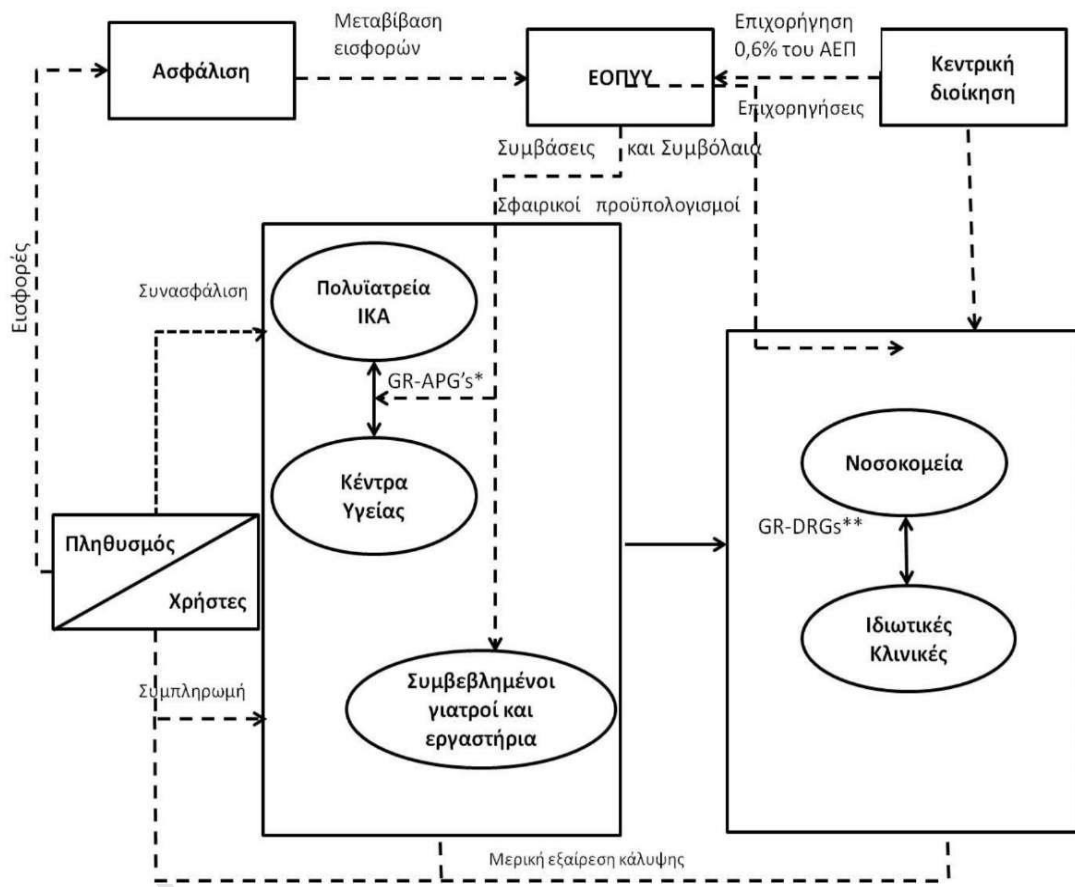 Μεταβίβαση
εισφορών
Επιχορήγηση
0,6% του ΑΕΠ
Ασφάλιση
ΕΟΠΥΥ
Κεντρική
διοίκηση
Επιχορηγήσεις
Συμβάσεις και Συμβόλαια
Σφαιρικοί προϋπολογισμοί
Εισφορές
Συνασφάλιση
Πολυϊατρεία
ΙΚΑ
GR-APG's*
Κέντρα
Υγείας
Νοσοκομεία
GR-DRGs**
Πληθυσμός
Χρήστες
Ιδιωτικές
Κλινικές
Συμπληρωμή
Συμβεβλημένοι
γιατροί και
εργαστήρια
Μερική εξαίρεση κάλυψης